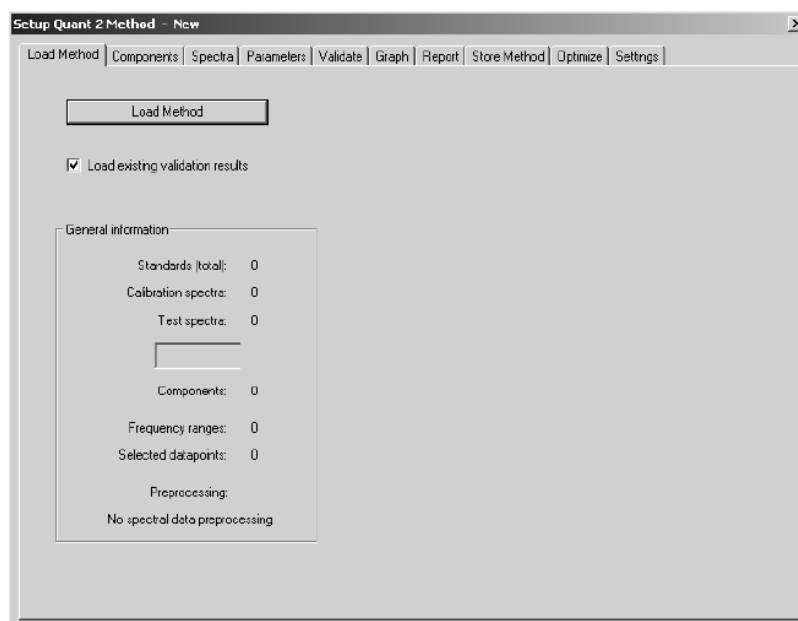 Setup Quant 2 Method - New
Load Method Components Spectra Parameters Validate Graph Report Store Method Optimize Settings
Load Method
Load existing validation results
General information
Standards (total): 0
Calibration spectra: 0
Test spectra: 0
Components: 0
Frequency ranges: 0
Selected datapoints: 0
Preprocessing:
No spectral data preprocessing